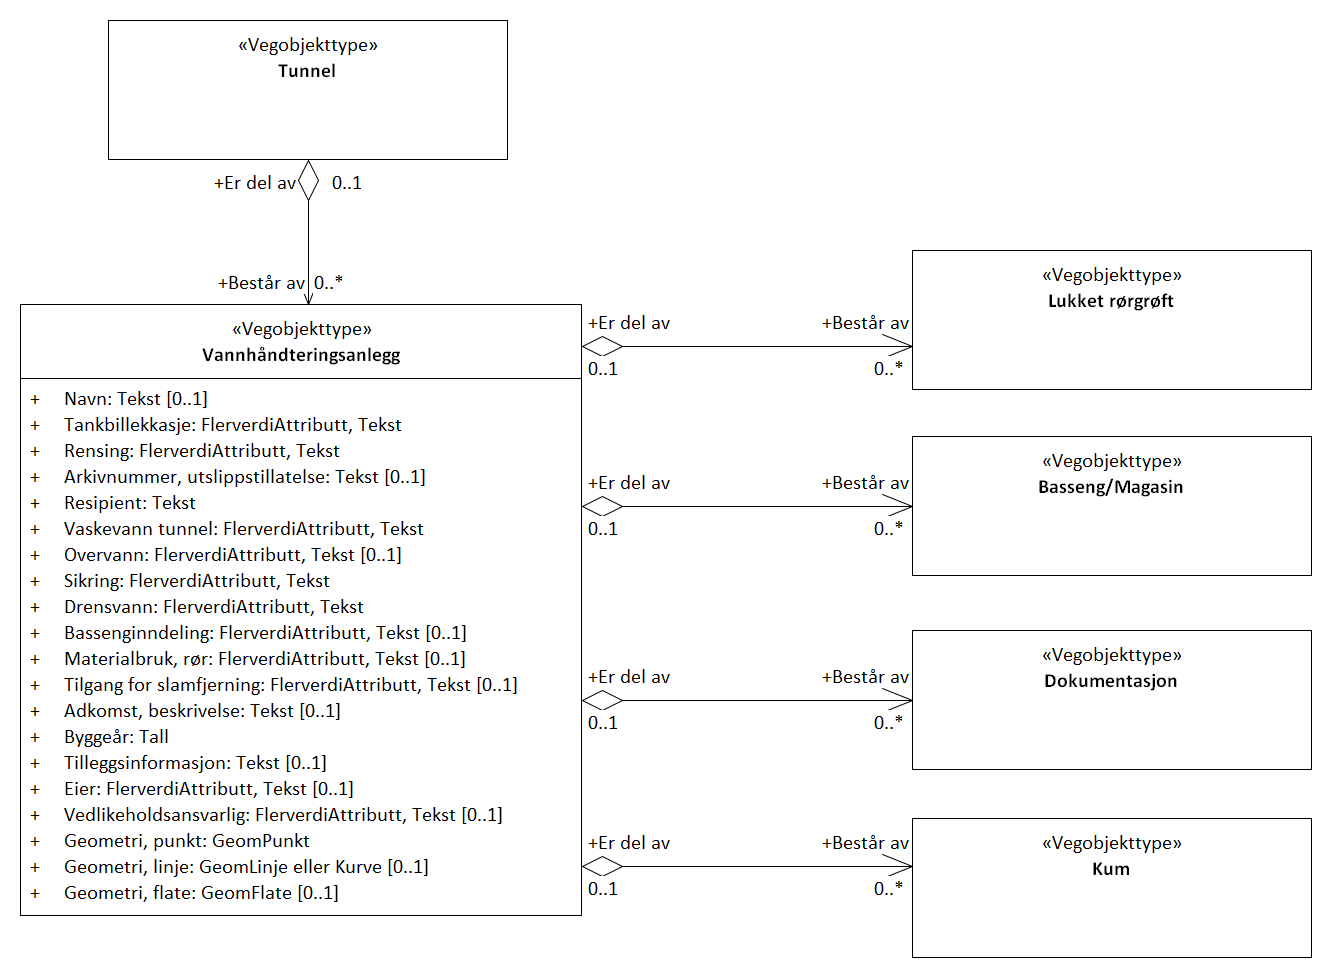 «Vegobjekttype»
Tunnel
+Er del av
0..1
+Består av
0..*
«Vegobjekttype»
Vannhåndteringsanlegg
+ Navn: Tekst [0..1]
+ Tankbillekkasje: FlerverdiAttributt, Tekst
+ Rensing: FlerverdiAttributt, Tekst
+ Arkivnummer, utslippstillatelse: Tekst [0..1]
+ Resipient: Tekst
+ Vaskevann tunnel: FlerverdiAttributt, Tekst
+ Overvann: FlerverdiAttributt, Tekst [0..1]
+ Sikring: FlerverdiAttributt, Tekst
+ Drensvann: FlerverdiAttributt, Tekst
+ Bassenginndeling: FlerverdiAttributt, Tekst [0..1]
+ Materialbruk, rør: FlerverdiAttributt, Tekst [0..1]
+ Tilgang for slamfjerning: FlerverdiAttributt, Tekst [0..1]
+ Adkomst, beskrivelse: Tekst [0..1]
+ Byggeår: Tall
+ Tilleggsinformasjon: Tekst [0..1]
+ Eier: FlerverdiAttributt, Tekst [0..1]
+ Vedlikeholdsansvarlig: FlerverdiAttributt, Tekst [0..1]
+ Geometri, punkt: GeomPunkt
+ Geometri, linje: GeomLinje eller Kurve [0..1]
+ Geometri, flate: GeomFlate [0..1]
+Er del av
0..1
+Består av
0..*
«Vegobjekttype»
Lukket rørgrøft
+Er del av
0..1
+Består av
0..*
«Vegobjekttype»
Basseng/Magasin
+Er del av
0..1
+Består av
0..*
«Vegobjekttype»
Dokumentasjon
+Er del av
0..1
+Består av
0..*
«Vegobjekttype»
Kum